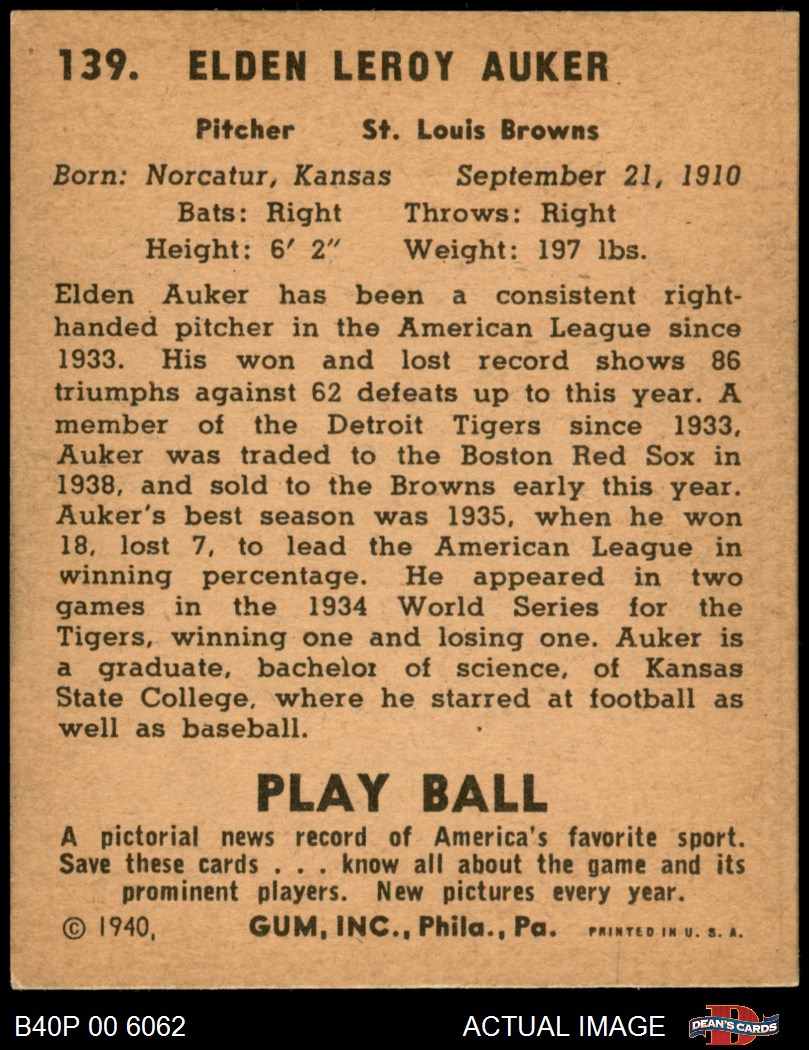 139. ELDEN LEROY AUKER
Pitcher St. Louis Browns
Born: Norcatur, Kansas September 21, 1910
Bats: Right Throws: Right
Height: 6′ 2″ Weight: 197 lbs.
Elden Auker has been a consistent right-
handed pitcher in the American League since
1933. His won and lost record shows 86
triumphs against 62 defeats up to this year. A
member of the Detroit Tigers since 1933,
Auker was traded to the Boston Red Sox in
1938, and sold to the Browns early this year.
Auker's best season was 1935, when he won
18, lost 7, to lead the American League in
winning percentage. He appeared in two
games in the 1934 World Series for the
Tigers, winning one and losing one. Auker is
a graduate, bachelor of science, of Kansas
State College, where he starred at football as
well as baseball.
PLAY BALL
A pictorial news record of America's favorite sport.
Save these cards . . . know all about the game and its
prominent players. New pictures every year.
© 1940, GUM, INC., Phila., Pa. PRINTED IN U. S. A.
B40P 00 6062 ACTUAL IMAGE D DEAN'S CARDS